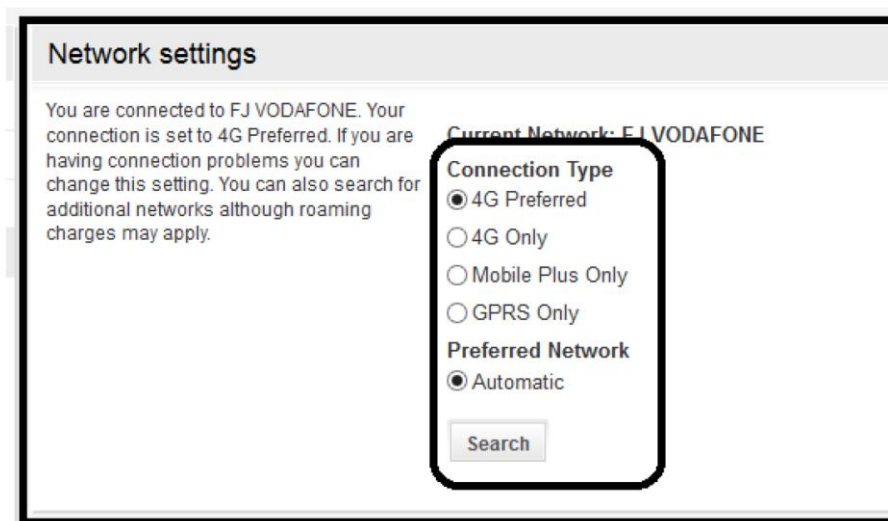 Network settings
You are connected to FJ VODAFONE. Your
connection is set to 4G Preferred. If you are
having connection problems you can
change this setting. You can also search for
additional networks although roaming
charges may apply.
Current Network: FJ VODAFONE
Connection Type
4G Preferred
4G Only
Mobile Plus Only
GPRS Only
Preferred Network
Automatic
Search